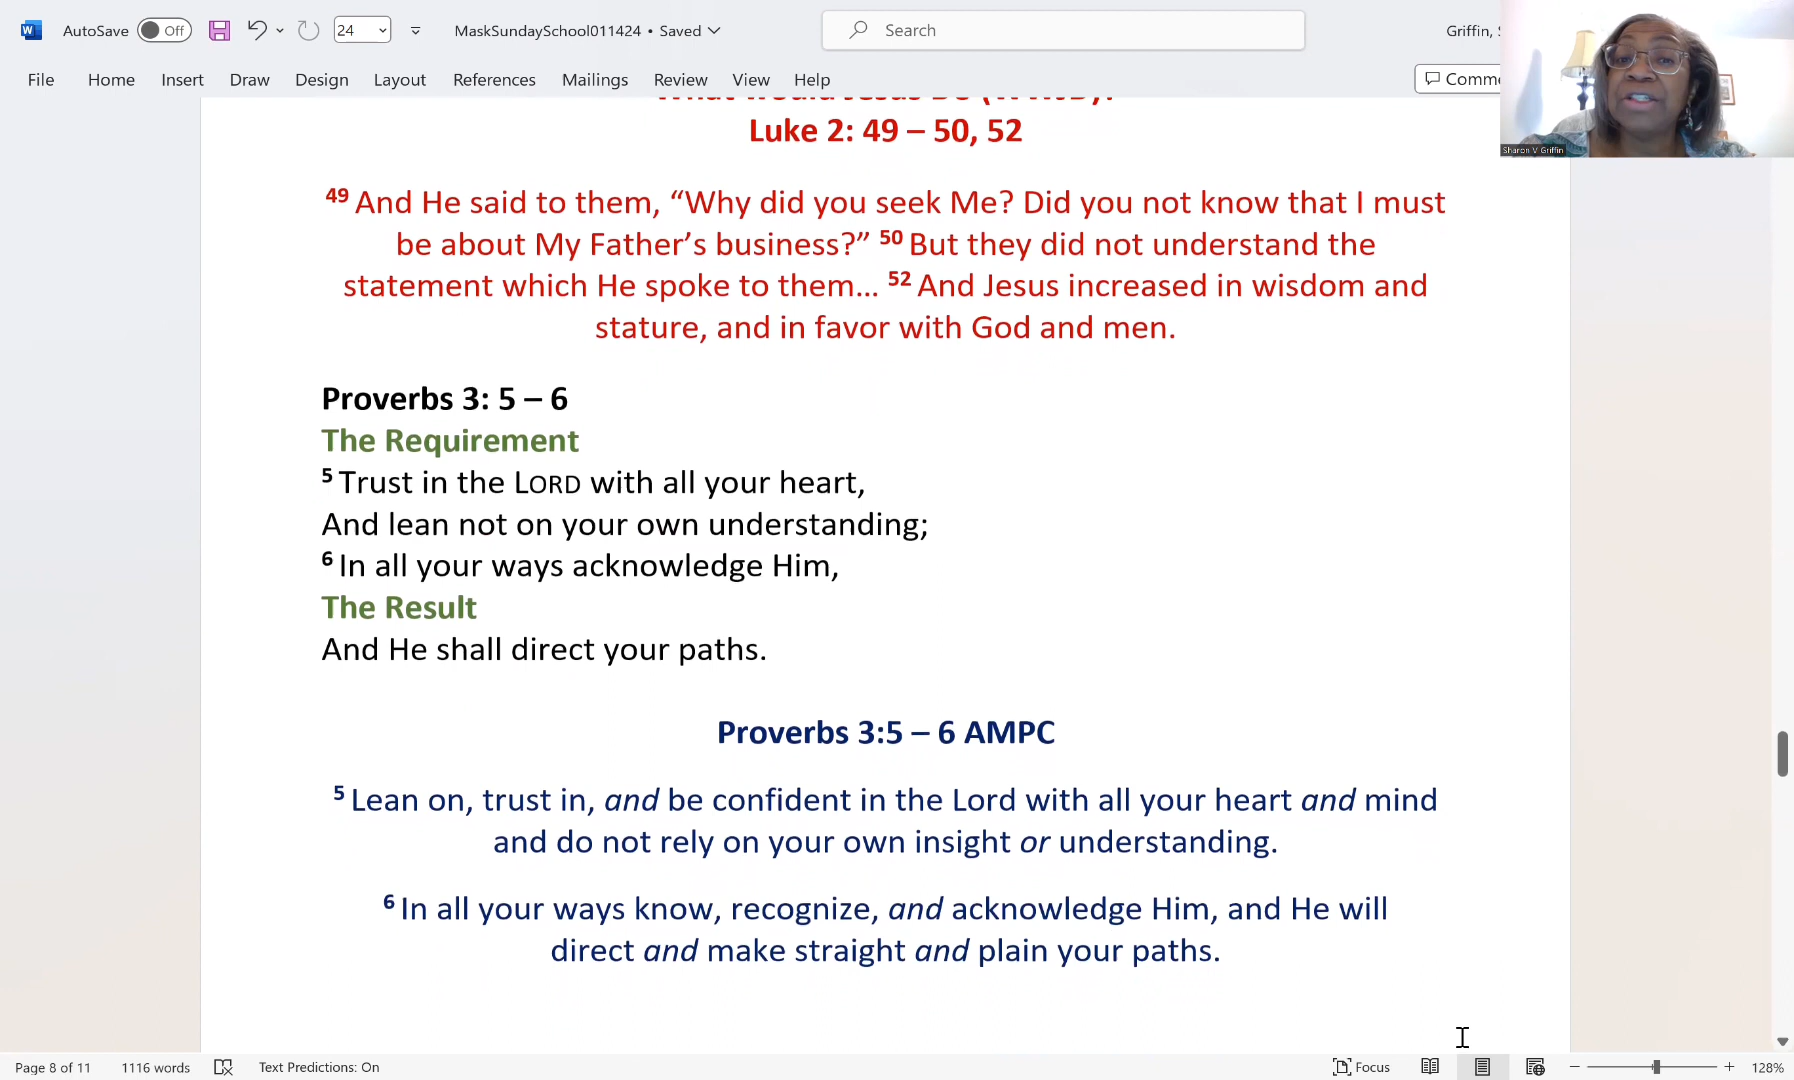 AutoSave Off 24 MaskSundaySchool011424 • Saved Search Griffin,
File Home Insert Draw Design Layout References Mailings Review View Help
Sharon V Griffin
What would Jesus Do (WWJD)?
Luke 2: 49 – 50, 52
49 And He said to them, “Why did you seek Me? Did you not know that I must
be about My Father’s business?” 50 But they did not understand the
statement which He spoke to them… 52 And Jesus increased in wisdom and
stature, and in favor with God and men.
Proverbs 3: 5 – 6
The Requirement
5 Trust in the LORD with all your heart,
And lean not on your own understanding;
6 In all your ways acknowledge Him,
The Result
And He shall direct your paths.
Proverbs 3:5 – 6 AMPC
5 Lean on, trust in, and be confident in the Lord with all your heart and mind
and do not rely on your own insight or understanding.
6 In all your ways know, recognize, and acknowledge Him, and He will
direct and make straight and plain your paths.
Page 8 of 11 1116 words Text Predictions: On Focus 128%